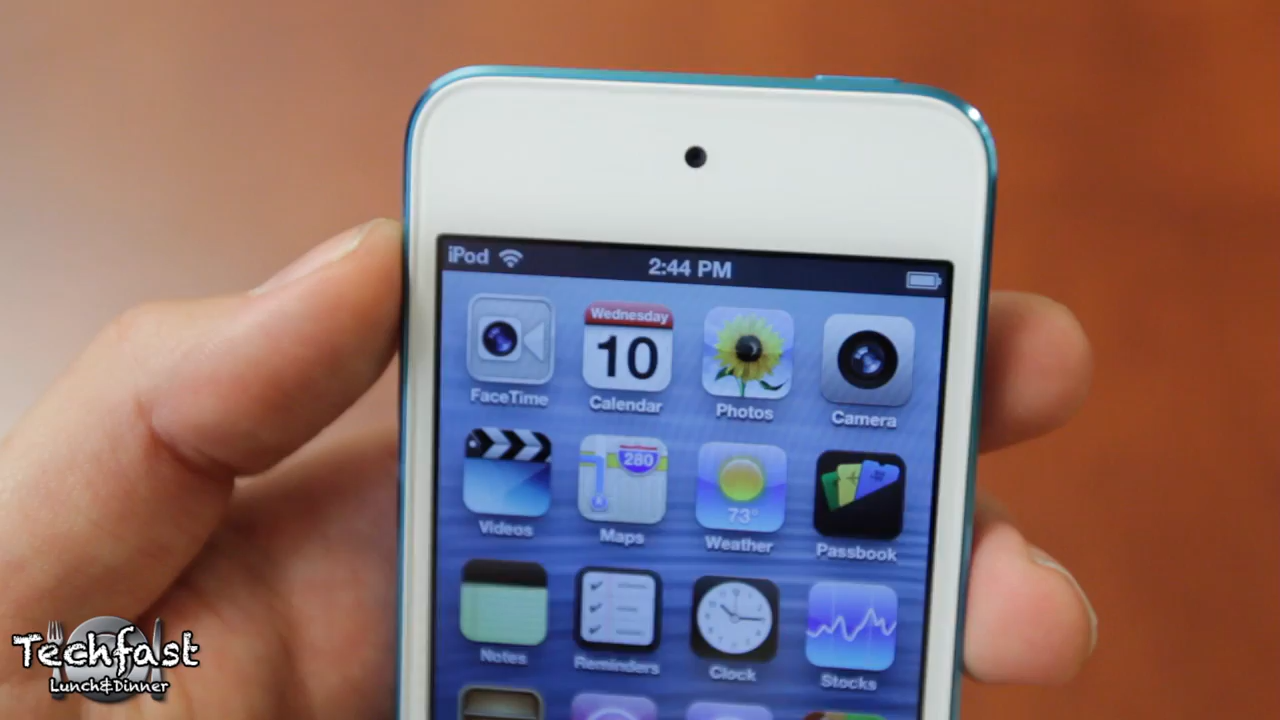 iPod
2:44 PM
Wednesday
10
FaceTime
Calendar
Photos
Camera
280
73°
Videos
Maps
Weather
Passbook
Notes
Reminders
Clock
Stocks
Techfast
Lunch&Dinner